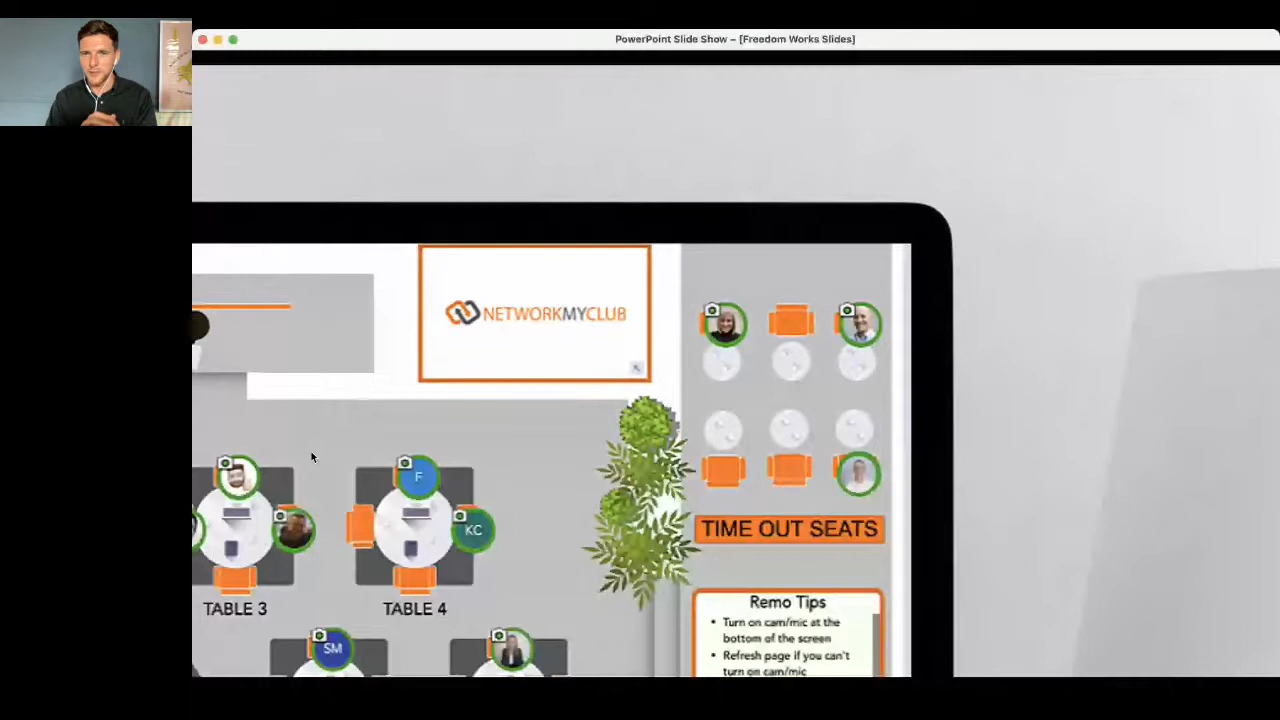 PowerPoint Slide Show – [Freedom Works Slides]
NETWORKMYCLUB
F
KC
TIME OUT SEATS
TABLE 3
TABLE 4
Remo Tips
• Turn on cam/mic at the
bottom of the screen
• Refresh page if you can't
turn on cam/mic
SM